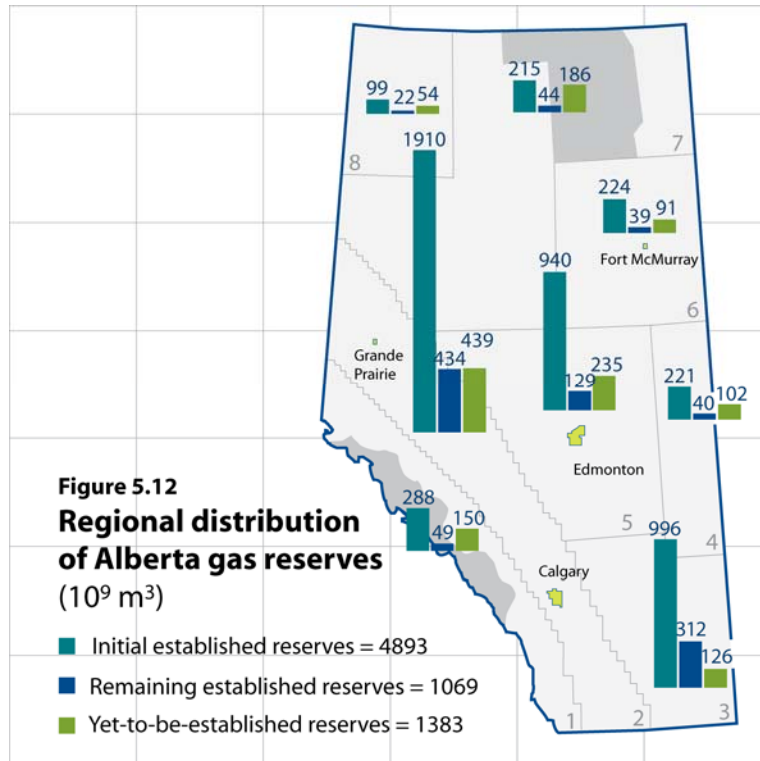 215
186
99
22
54
44
1910
8
7
224
39
91
Fort McMurray
940
6
Grande
Prairie
434
439
129
235
221
40
102
Edmonton
Figure 5.12
Regional distribution
of Alberta gas reserves
(10⁹ m³)
288
49
150
5
996
4
Calgary
312
126
Initial established reserves = 4893
Remaining established reserves = 1069
Yet-to-be-established reserves = 1383
1
2
3